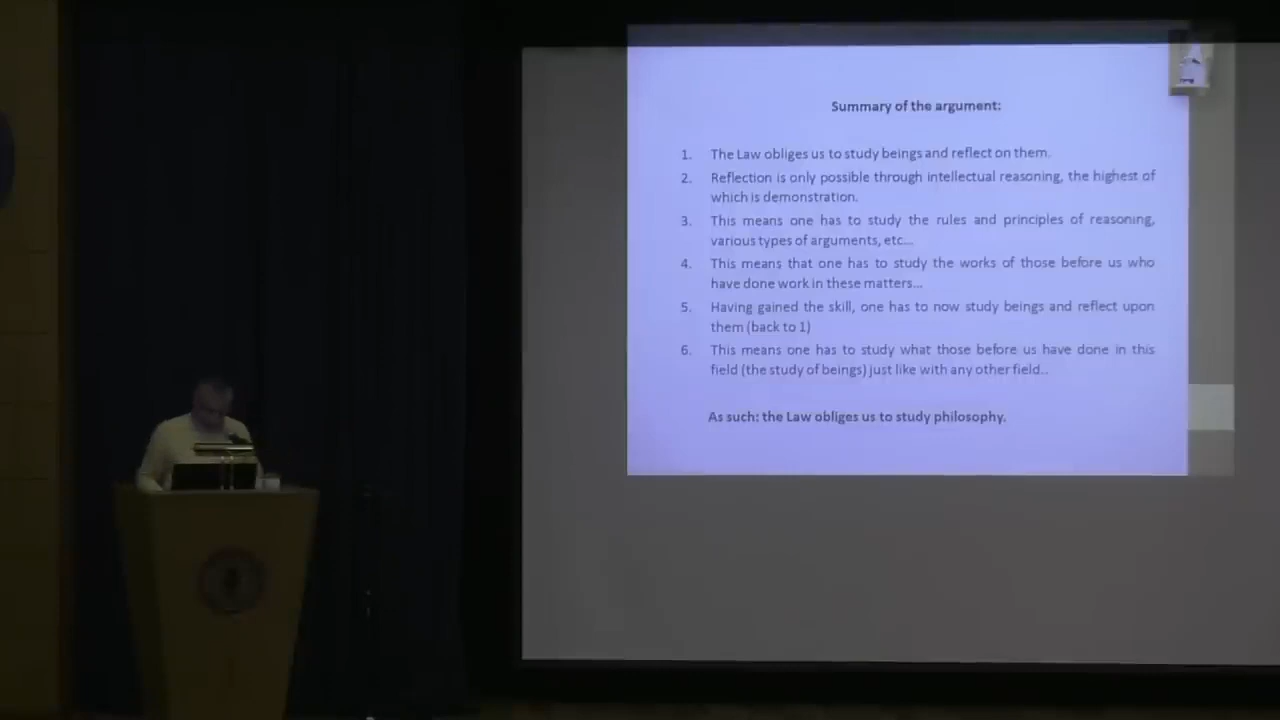 Summary of the argument:
1. The Law obliges us to study beings and reflect on them.
2. Reflection is only possible through intellectual reasoning, the highest of
which is demonstration.
3. This means one has to study the rules and principles of reasoning,
various types of arguments, etc...
4. This means that one has to study the works of those before us who
have done work in these matters...
5. Having gained the skill, one has to now study beings and reflect upon
them (back to 1)
6. This means one has to study what those before us have done in this
field (the study of beings) just like with any other field..
As such: the Law obliges us to study philosophy.